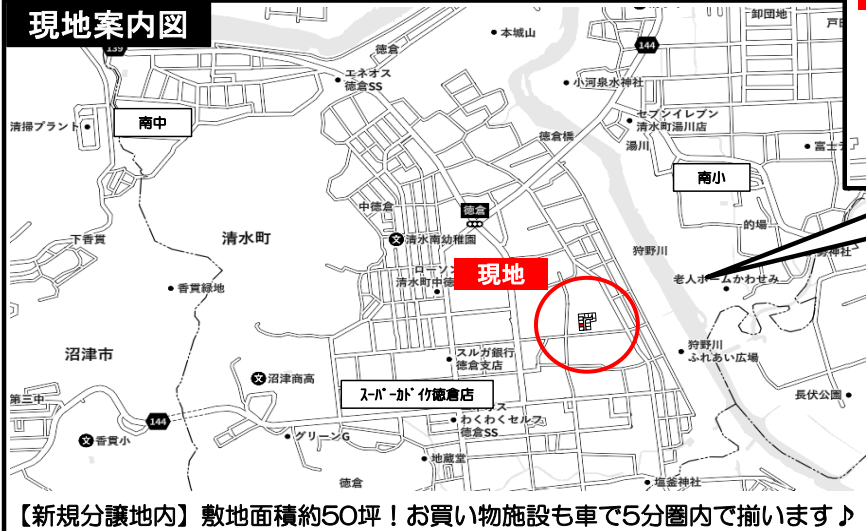 現地案内図
卸団地
139
徳倉
本城山
144
エネオス
徳倉SS
小河泉水神社
清掃プラント
南中
セブンイレブン
清水町湯川店
湯川
徳倉橋
南小
中徳倉
徳倉
的場
清水町
文 清水南幼稚園
狩野川
下香貫
ローソン
清水町中徳
現地
老人ホームかわせみ
香貫緑地
沼津市
スルガ銀行
徳倉支店
狩野川
ふれあい広場
文 沼津商高
スーパーカドイケ徳倉店
長伏公園
第三中
144
わくわくセルフ
徳倉SS
文 香貫小
グリーンG
地蔵堂
徳倉
塩釜神社
【新規分譲地内】敷地面積約50坪！お買い物施設も車で5分圏内で揃います♪